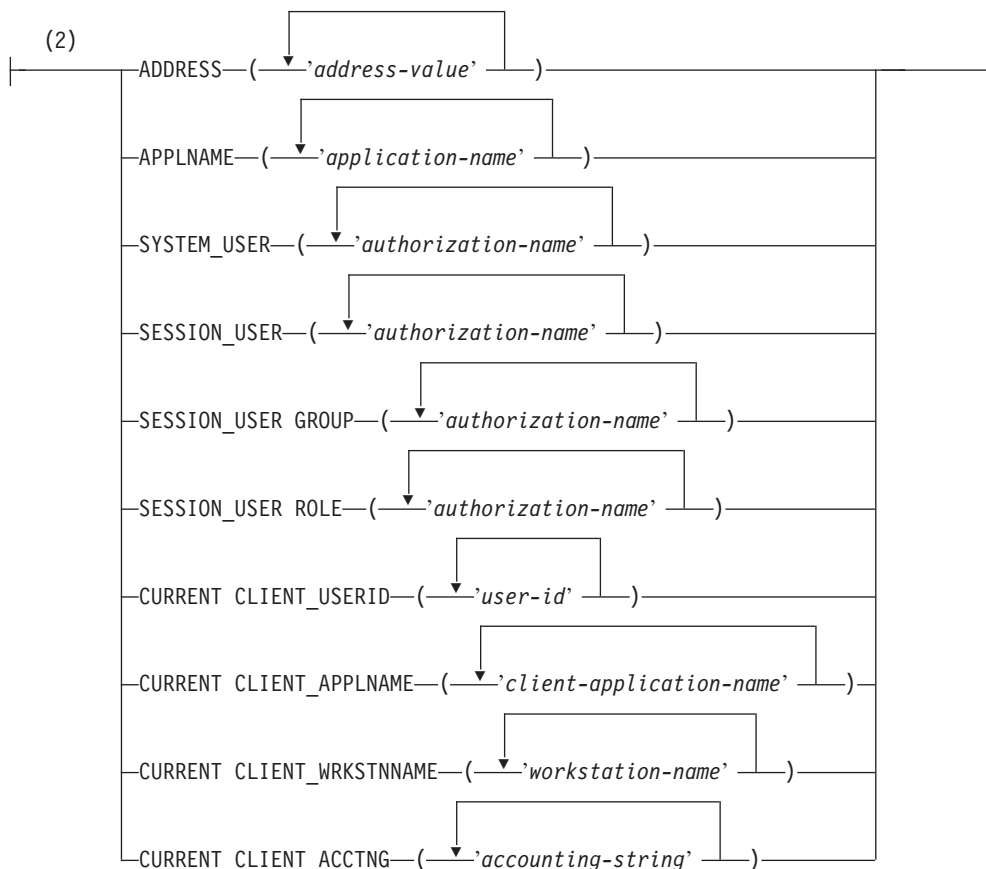 (2)
ADDRESS ( 'address-value' )
APPLNAME ( 'application-name' )
SYSTEM_USER ( 'authorization-name' )
SESSION_USER ( 'authorization-name' )
SESSION_USER GROUP ( 'authorization-name' )
SESSION_USER ROLE ( 'authorization-name' )
CURRENT CLIENT_USERID ( 'user-id' )
CURRENT CLIENT_APPLNAME ( 'client-application-name' )
CURRENT CLIENT_WRKSTNNAME ( 'workstation-name' )
CURRENT CLIENT_ACCTNG ( 'accounting-string' )